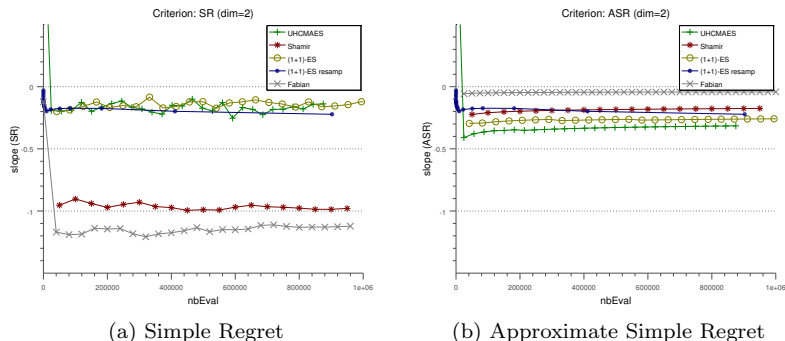 Criterion: SR (dim=2)
UHCMAES
Shamir
(1+1)-ES
(1+1)-ES resamp
Fabian
0
-0.5
-1
slope (SR)
0
200000
400000
600000
800000
1e+06
nbEval
(a) Simple Regret
Criterion: ASR (dim=2)
UHCMAES
Shamir
(1+1)-ES
(1+1)-ES resamp
Fabian
0
-0.5
-1
slope (ASR)
0
200000
400000
600000
800000
1e+06
nbEval
(b) Approximate Simple Regret